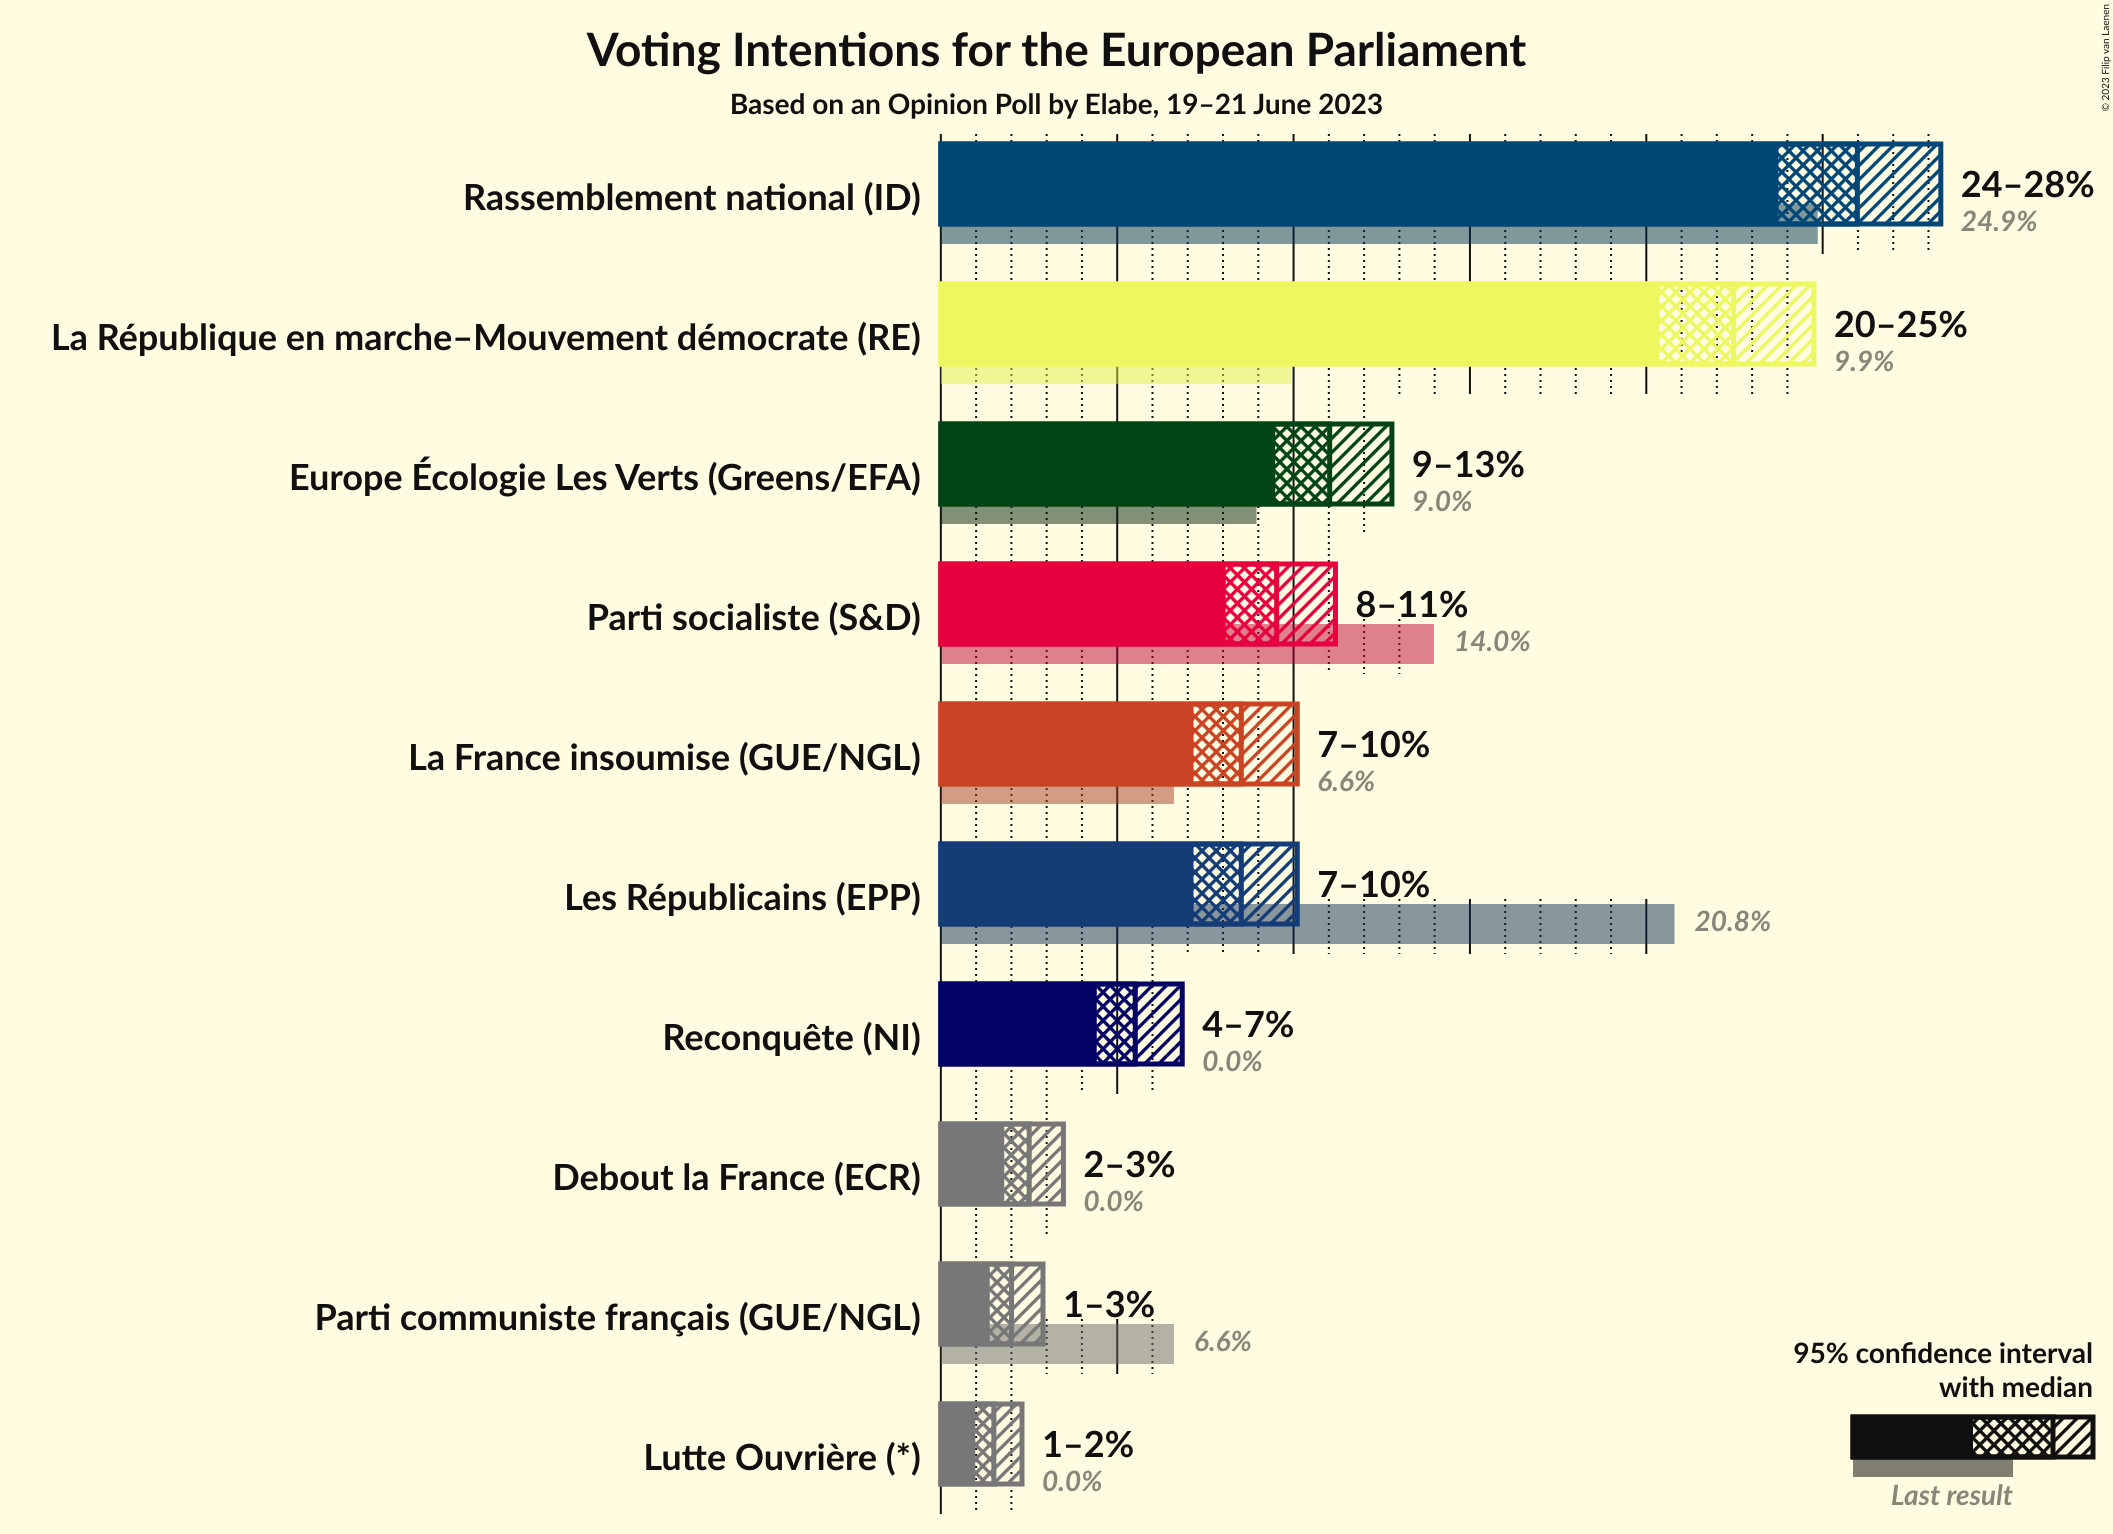 Voting Intentions for the European Parliament
Based on an Opinion Poll by Elabe, 19–21 June 2023
© 2023 Filip van Laenen
Rassemblement national (ID)
24–28%
24.9%
La République en marche–Mouvement démocrate (RE)
20–25%
9.9%
Europe Écologie Les Verts (Greens/EFA)
9–13%
9.0%
Parti socialiste (S&D)
8–11%
14.0%
La France insoumise (GUE/NGL)
7–10%
6.6%
Les Républicains (EPP)
7–10%
20.8%
Reconquête (NI)
4–7%
0.0%
Debout la France (ECR)
2–3%
0.0%
Parti communiste français (GUE/NGL)
1–3%
6.6%
Lutte Ouvrière (*)
1–2%
0.0%
95% confidence interval
with median
Last result